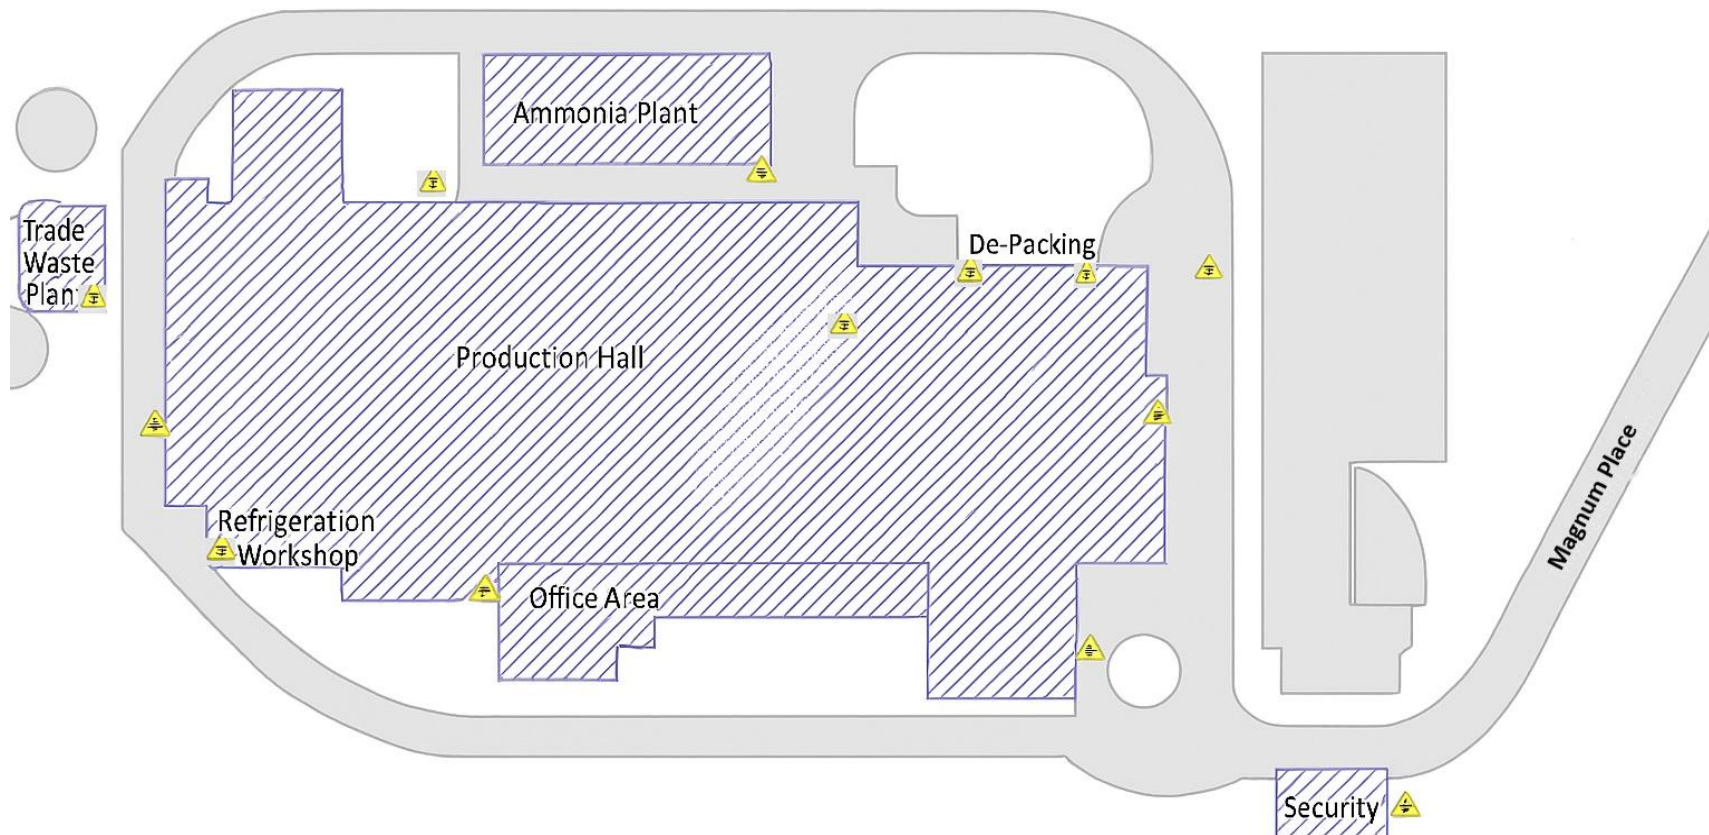 Ammonia Plant
Trade
Waste
Plan
De-Packing
Production Hall
Refrigeration
Workshop
Office Area
Magnum Place
Security